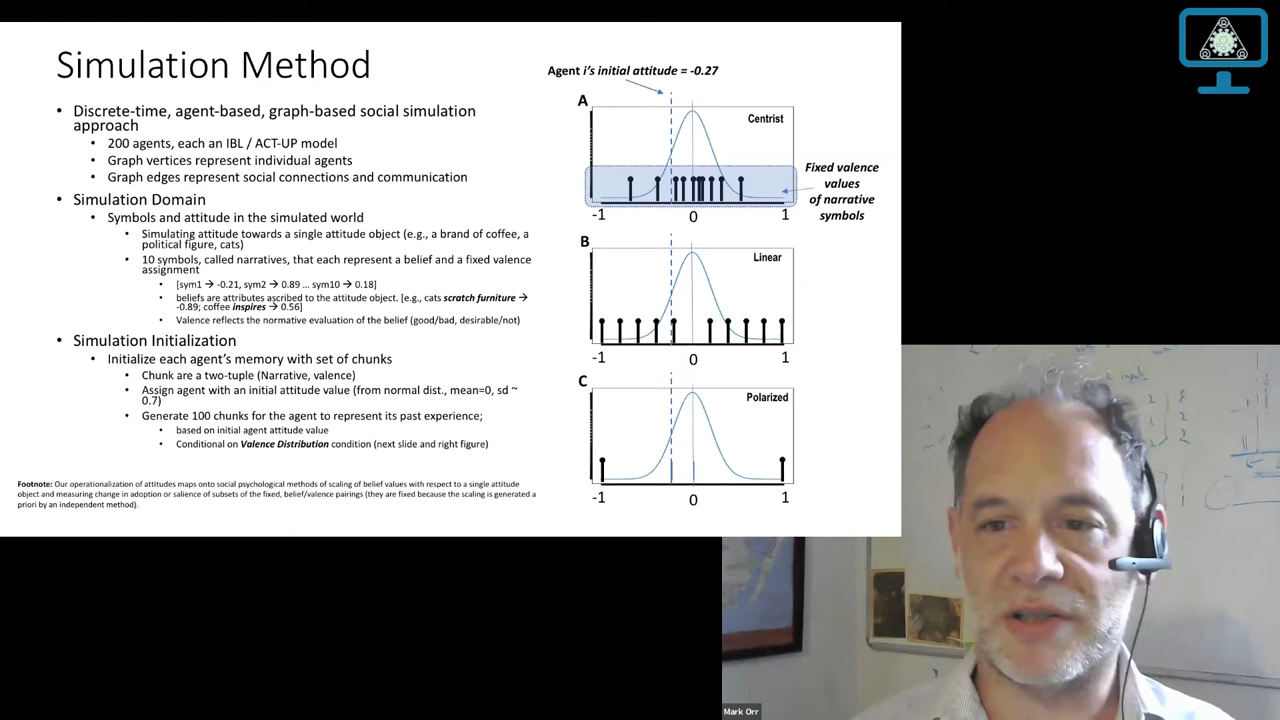 Simulation Method
• Discrete-time, agent-based, graph-based social simulation
approach
• 200 agents, each an IBL / ACT-UP model
• Graph vertices represent individual agents
• Graph edges represent social connections and communication
• Simulation Domain
• Symbols and attitude in the simulated world
• Simulating attitude towards a single attitude object (e.g., a brand of coffee, a
political figure, cats)
• 10 symbols, called narratives, that each represent a belief and a fixed valence
assignment
• [sym1 → -0.21, sym2 → 0.89 ... sym10 → 0.18]
• beliefs are attributes ascribed to the attitude object. [e.g., cats scratch furniture →
-0.89; coffee inspires → 0.56]
• Valence reflects the normative evaluation of the belief (good/bad, desirable/not)
• Simulation Initialization
• Initialize each agent's memory with set of chunks
• Chunk are a two-tuple (Narrative, valence)
• Assign agent with an initial attitude value (from normal dist., mean=0, sd ~
0.7)
• Generate 100 chunks for the agent to represent its past experience;
• based on initial agent attitude value
• Conditional on Valence Distribution condition (next slide and right figure)
Footnote: Our operationalization of attitudes maps onto social psychological methods of scaling of belief values with respect to a single attitude
object and measuring change in adoption or salience of subsets of the fixed, belief/valence pairings (they are fixed because the scaling is generated a
priori by an independent method).
Agent i's initial attitude = -0.27
A
Centrist
Fixed valence
values
of narrative
symbols
-1 0 1
B
Linear
-1 0 1
C
Polarized
-1 0 1
Mark Orr